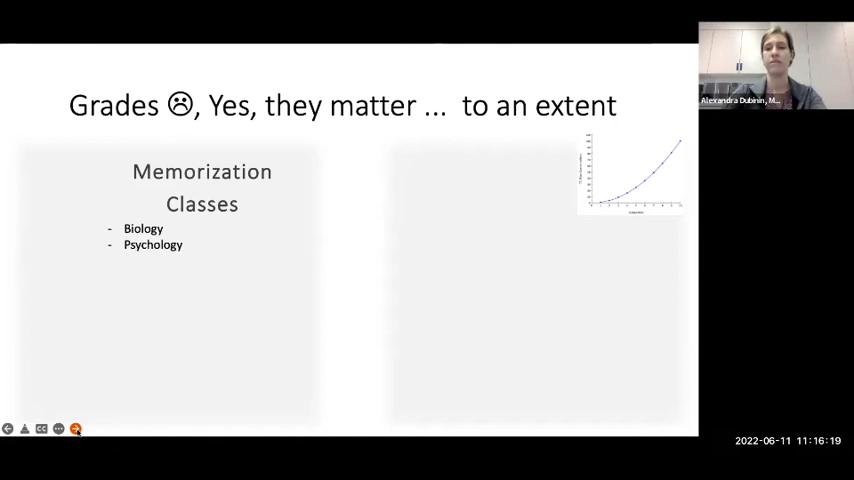 Grades ☹, Yes, they matter ... to an extent
Memorization
Classes
- Biology
- Psychology
Alexandra Dubinin, M...
CC
2022-06-11 11:16:19